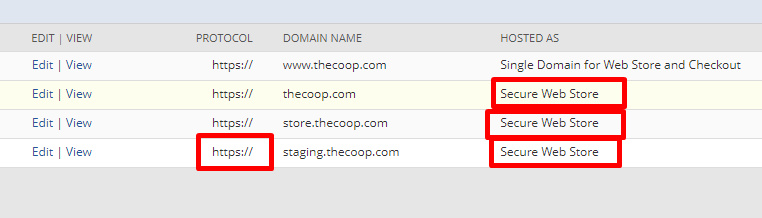 EDIT | VIEW PROTOCOL DOMAIN NAME HOSTED AS
Edit | View https:// www.thecoop.com Single Domain for Web Store and Checkout
Edit | View https:// thecoop.com Secure Web Store
Edit | View https:// store.thecoop.com Secure Web Store
Edit | View https:// staging.thecoop.com Secure Web Store